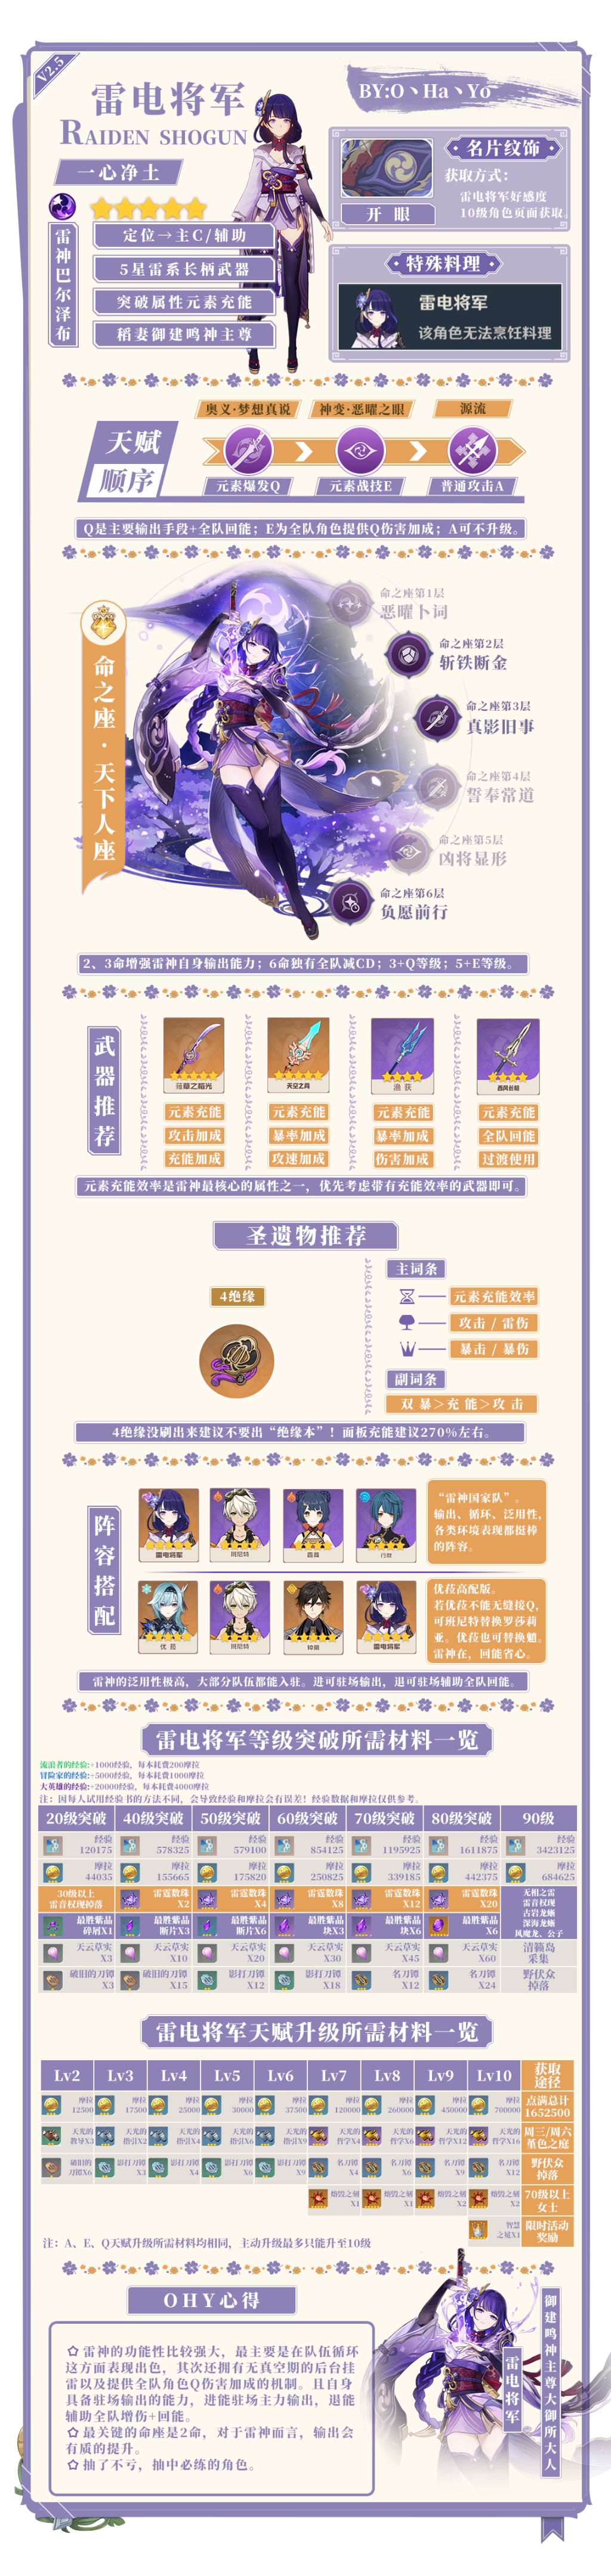 V2.5
雷电将军
RAIDEN SHOGUN
BY:O丶Ha丶Yo
一心净土
雷神巴尔泽布
定位→主C/辅助
5星雷系长柄武器
突破属性元素充能
稻妻御建鸣神主尊
名片纹饰
获取方式:
雷电将军好感度
10级角色页面获取。
开 眼
特殊料理
雷电将军
该角色无法烹饪料理
天赋
顺序
奥义·梦想真说
神变·恶曜之眼
源流
元素爆发Q
元素战技E
普通攻击A
Q是主要输出手段+全队回能；E为全队角色提供Q伤害加成；A可不升级。
命之座·天下人座
命之座第1层
恶曜卜词
命之座第2层
斩铁断金
命之座第3层
真影旧事
命之座第4层
誓奉常道
命之座第5层
凶将显形
命之座第6层
负愿前行
2、3命增强雷神自身输出能力；6命独有全队减CD；3+Q等级；5+E等级。
武器推荐
薙草之稻光
元素充能
攻击加成
充能加成
天空之脊
元素充能
暴率加成
攻速加成
渔获
元素充能
暴率加成
伤害加成
西风长枪
元素充能
全队回能
过渡使用
元素充能效率是雷神最核心的属性之一，优先考虑带有充能效率的武器即可。
圣遗物推荐
4绝缘
主词条
元素充能效率
攻击 / 雷伤
暴击 / 暴伤
副词条
双 暴＞充 能＞攻 击
4绝缘没刷出来建议不要出“绝缘本”！面板充能建议270%左右。
阵容搭配
雷电将军
班尼特
香菱
行秋
“雷神国家队”。
输出、循环、泛用性，
各类环境表现都挺棒
的阵容。
优菈
班尼特
钟离
雷电将军
优菈高配版。
若优菈不能无缝接Q，
可班尼特替换罗莎莉
亚。优菈也可替换魈。
雷神在，回能省心。
雷神的泛用性极高，大部分队伍都能入驻。进可驻场输出，退可驻场辅助全队回能。
雷电将军等级突破所需材料一览
流浪者的经验:+1000经验，每本耗费200摩拉
冒险家的经验:+5000经验，每本耗费1000摩拉
大英雄的经验:+20000经验，每本耗费4000摩拉
注：因每人试用经验书的方法不同，会导致经验和摩拉会有误差！经验数据和摩拉仅供参考。
20级突破 40级突破 50级突破 60级突破 70级突破 80级突破 90级
经验 经验 经验 经验 经验 经验 经验
120175 578325 579100 854125 1195925 1611875 3423125
摩拉 摩拉 摩拉 摩拉 摩拉 摩拉 摩拉
44035 155665 175820 250825 339185 442375 684625
30级以上 雷霆数珠 雷霆数珠 雷霆数珠 雷霆数珠 雷霆数珠
雷音权现掉落 X2 X4 X8 X12 X20
无相之雷
雷音权现
古岩龙蜥
深海龙蜥
风魔龙、公子
最胜紫晶 最胜紫晶 最胜紫晶 最胜紫晶 最胜紫晶 最胜紫晶
碎屑X1 断片X3 断片X6 块X3 块X6 X6
天云草实 天云草实 天云草实 天云草实 天云草实 天云草实 清籁岛
X3 X10 X20 X30 X45 X60 采集
破旧的刀镡 破旧的刀镡 影打刀镡 影打刀镡 名刀镡 名刀镡 野伏众
X3 X15 X12 X18 X12 X24 掉落
雷电将军天赋升级所需材料一览
Lv2 Lv3 Lv4 Lv5 Lv6 Lv7 Lv8 Lv9 Lv10 获取
途径
摩拉 摩拉 摩拉 摩拉 摩拉 摩拉 摩拉 摩拉 摩拉 点满总计
12500 17500 25000 30000 37500 120000 260000 450000 700000 1652500
天光的 天光的 天光的 天光的 天光的 天光的 天光的 天光的 天光的 周三/周六
教导X3 指引X2 指引X4 指引X6 指引X9 哲学X4 哲学X6 哲学X12 哲学X16 堇色之庭
破旧的 影打刀镡 影打刀镡 影打刀镡 影打刀镡 名刀镡 名刀镡 名刀镡 名刀镡 野伏众
刀镡X6 X3 X4 X6 X9 X4 X6 X9 X12 掉落
熔毁之刻 熔毁之刻 熔毁之刻 熔毁之刻 70级以上
X1 X1 X2 X2 女士
智慧 限时活动
之冕X1 奖励
注：A、E、Q天赋升级所需材料均相同，主动升级最多只能升至10级
OHY心得
✿雷神的功能性比较强大，最主要是在队伍循环
这方面表现出色，其次还拥有无真空期的后台挂
雷以及提供全队角色Q伤害加成的机制。且自身
具备驻场输出的能力，进能驻场主力输出，退能
辅助全队增伤+回能。
✿最关键的命座是2命，对于雷神而言，输出会
有质的提升。
✿抽了不亏，抽中必练的角色。
雷电将军
御建鸣神主尊大御所大人